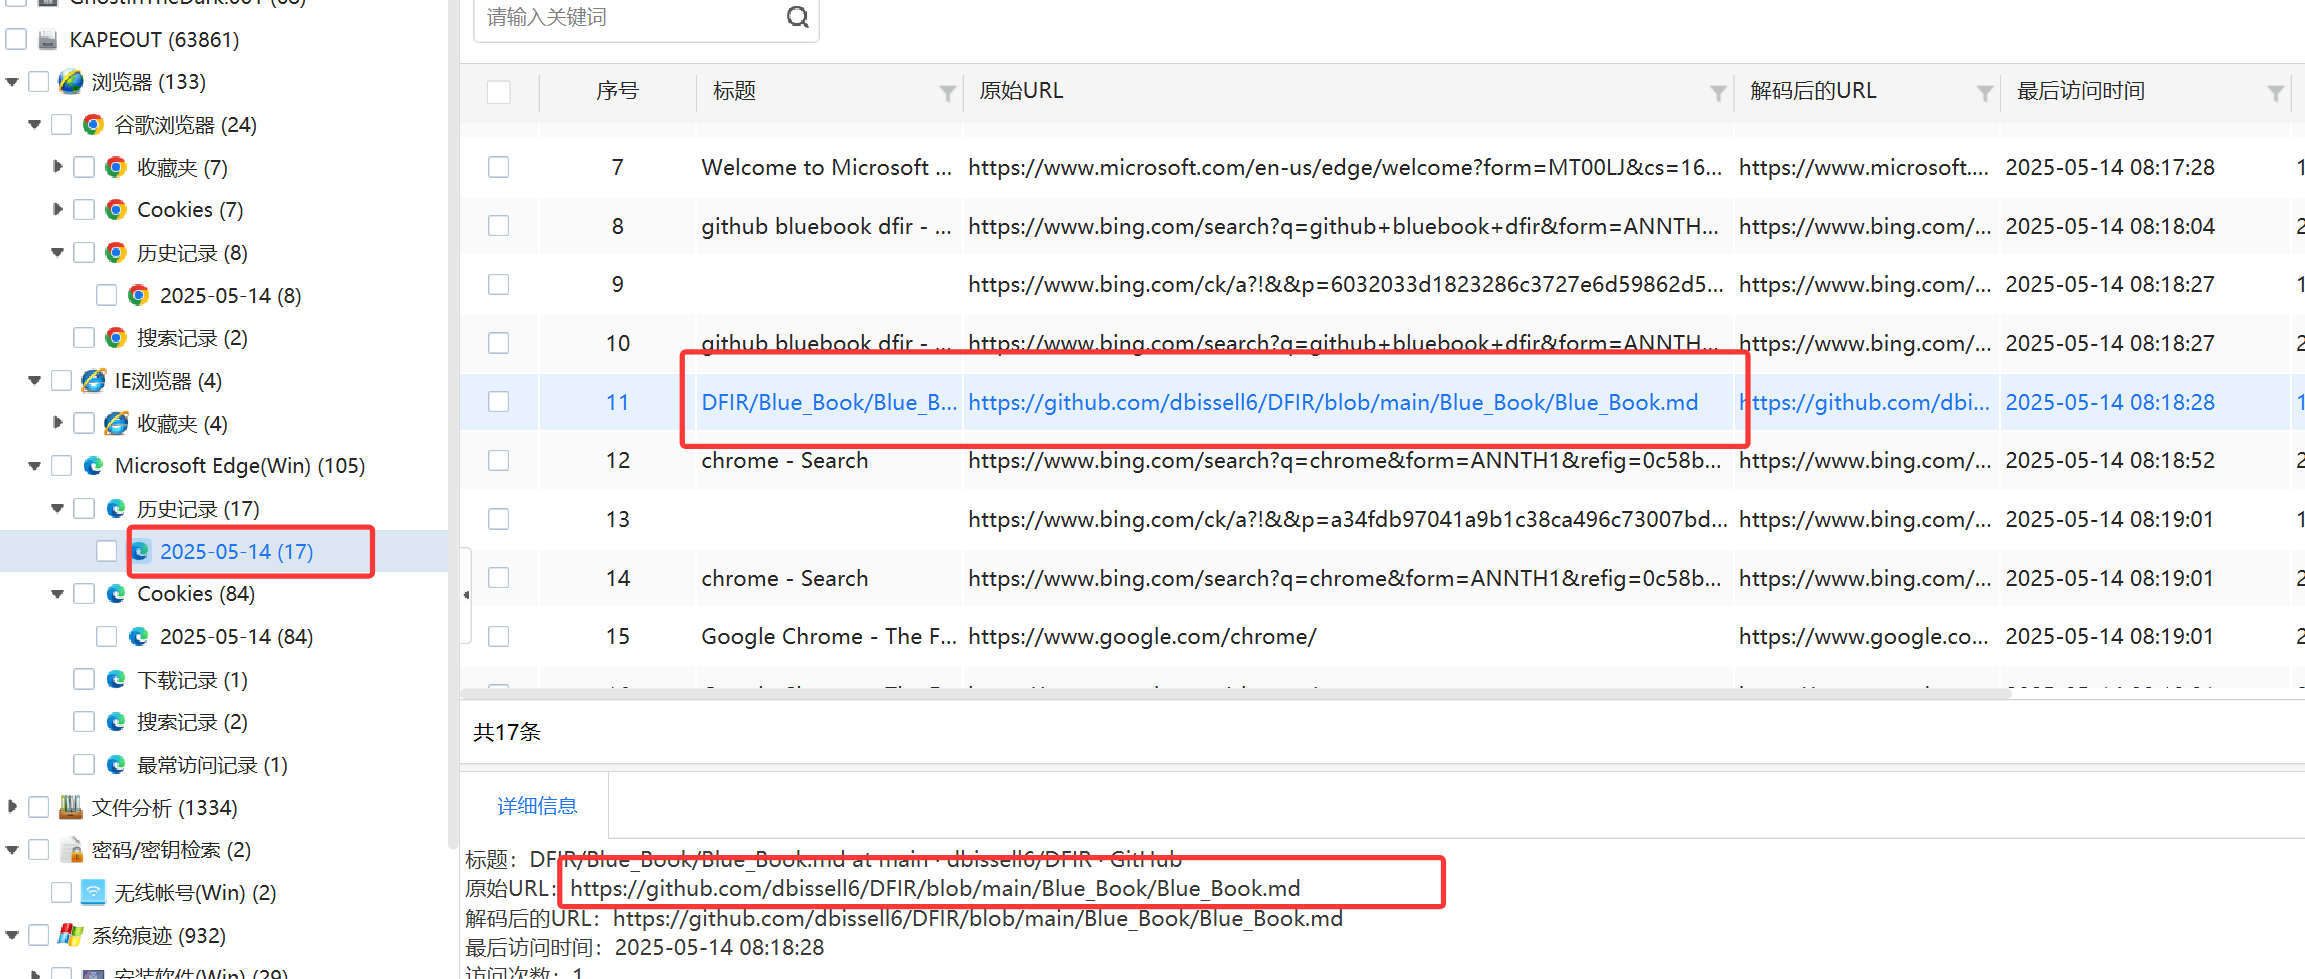 KAPEOUT (63861)
浏览器 (133)
谷歌浏览器 (24)
收藏夹 (7)
Cookies (7)
历史记录 (8)
2025-05-14 (8)
搜索记录 (2)
IE浏览器 (4)
收藏夹 (4)
Microsoft Edge(Win) (105)
历史记录 (17)
2025-05-14 (17)
Cookies (84)
2025-05-14 (84)
下载记录 (1)
搜索记录 (2)
最常访问记录 (1)
文件分析 (1334)
密码/密钥检索 (2)
无线帐号(Win) (2)
系统痕迹 (932)
安装软件(Win) (29)
请输入关键词
序号 标题 原始URL 解码后的URL 最后访问时间
7 Welcome to Microsoft ... https://www.microsoft.com/en-us/edge/welcome?form=MT00LJ&cs=16... https://www.microsoft.... 2025-05-14 08:17:28 1
8 github bluebook dfir - ... https://www.bing.com/search?q=github+bluebook+dfir&form=ANNTH... https://www.bing.com/... 2025-05-14 08:18:04 2
9 https://www.bing.com/ck/a?!&&p=6032033d1823286c3727e6d59862d5... https://www.bing.com/... 2025-05-14 08:18:27 1
10 github bluebook dfir - ... https://www.bing.com/search?q=github+bluebook+dfir&form=ANNTH... https://www.bing.com/... 2025-05-14 08:18:27 2
11 DFIR/Blue_Book/Blue_B... https://github.com/dbissell6/DFIR/blob/main/Blue_Book/Blue_Book.md https://github.com/dbi... 2025-05-14 08:18:28 1
12 chrome - Search https://www.bing.com/search?q=chrome&form=ANNTH1&refig=0c58b... https://www.bing.com/... 2025-05-14 08:18:52 2
13 https://www.bing.com/ck/a?!&&p=a34fdb97041a9b1c38ca496c73007bd... https://www.bing.com/... 2025-05-14 08:19:01 1
14 chrome - Search https://www.bing.com/search?q=chrome&form=ANNTH1&refig=0c58b... https://www.bing.com/... 2025-05-14 08:19:01 2
15 Google Chrome - The F... https://www.google.com/chrome/ https://www.google.co... 2025-05-14 08:19:01 2
共17条
详细信息
标题：DFIR/Blue_Book/Blue_Book.md at main · dbissell6/DFIR · GitHub
原始URL：https://github.com/dbissell6/DFIR/blob/main/Blue_Book/Blue_Book.md
解码后的URL：https://github.com/dbissell6/DFIR/blob/main/Blue_Book/Blue_Book.md
最后访问时间：2025-05-14 08:18:28
访问次数：1